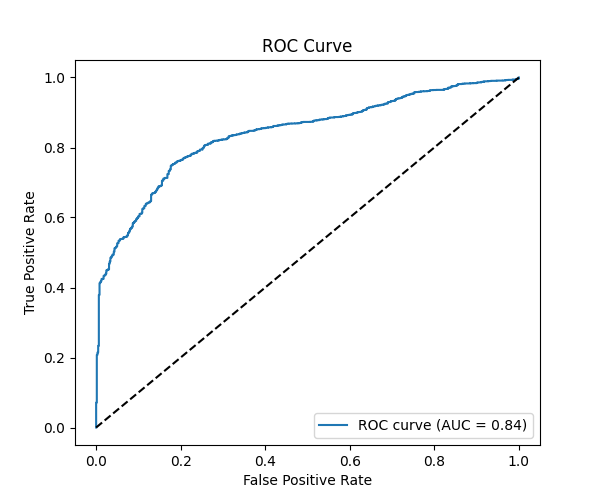 ROC Curve
1.0
0.8
0.6
0.4
0.2
0.0
True Positive Rate
ROC curve (AUC = 0.84)
0.0 0.2 0.4 0.6 0.8 1.0
False Positive Rate